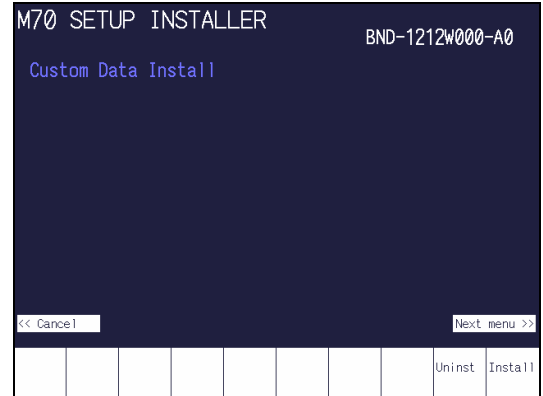 M70 SETUP INSTALLER
BND-1212W000-A0
Custom Data Install
<< Cancel
Next menu >>
Uninst
Install